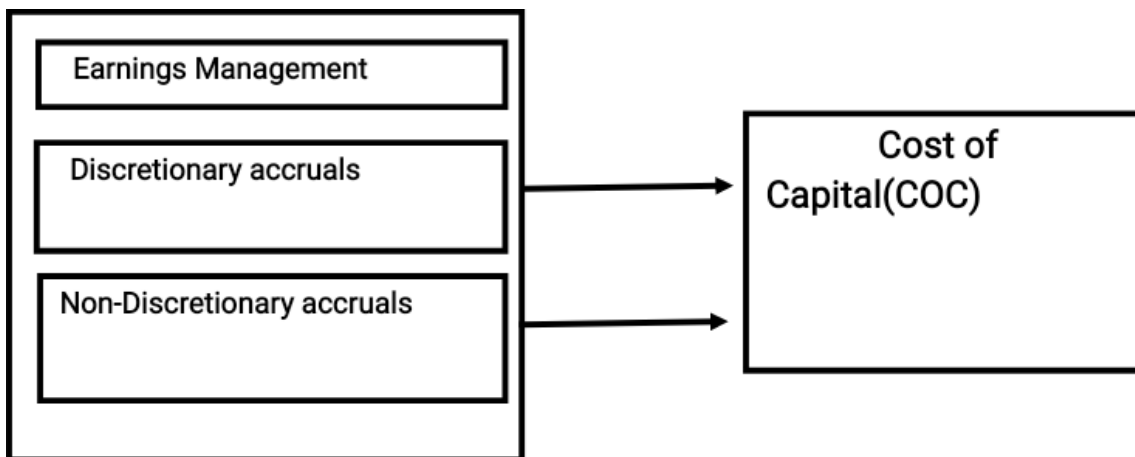 Earnings Management
Discretionary accruals
Non-Discretionary accruals
Cost of
Capital(COC)